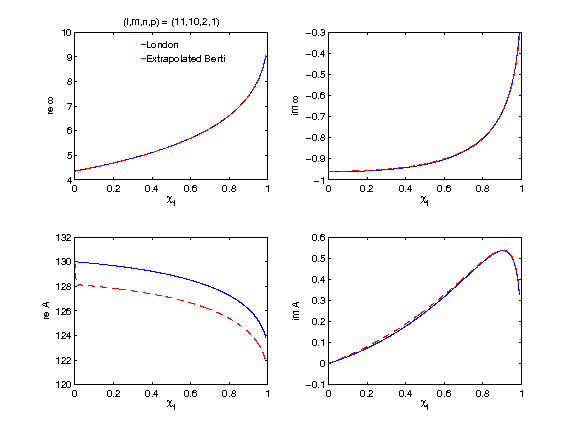 (l,m,n,p) = (11,10,2,1)
London
Extrapolated Berti
re ω
10
9
8
7
6
5
4
0 0.2 0.4 0.6 0.8 1
χf
im ω
−0.3
−0.4
−0.5
−0.6
−0.7
−0.8
−0.9
−1
0 0.2 0.4 0.6 0.8 1
χf
re A
132
130
128
126
124
122
120
0 0.2 0.4 0.6 0.8 1
χf
im A
0.6
0.5
0.4
0.3
0.2
0.1
0
−0.1
0 0.2 0.4 0.6 0.8 1
χf